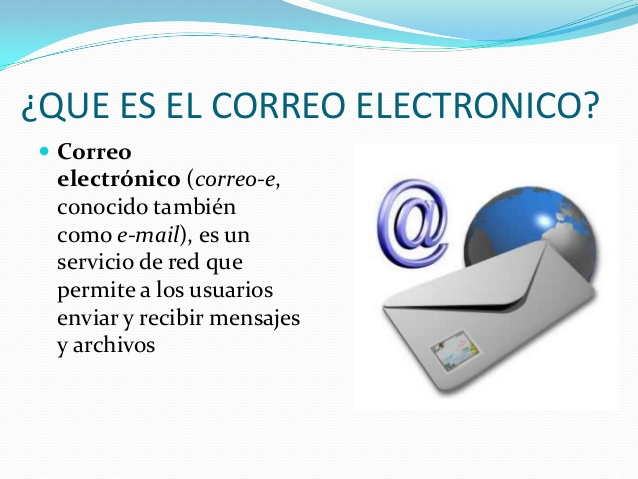 ¿QUE ES EL CORREO ELECTRONICO?
Correo
electrónico (correo-e,
conocido también
como e-mail), es un
servicio de red que
permite a los usuarios
enviar y recibir mensajes
y archivos
@